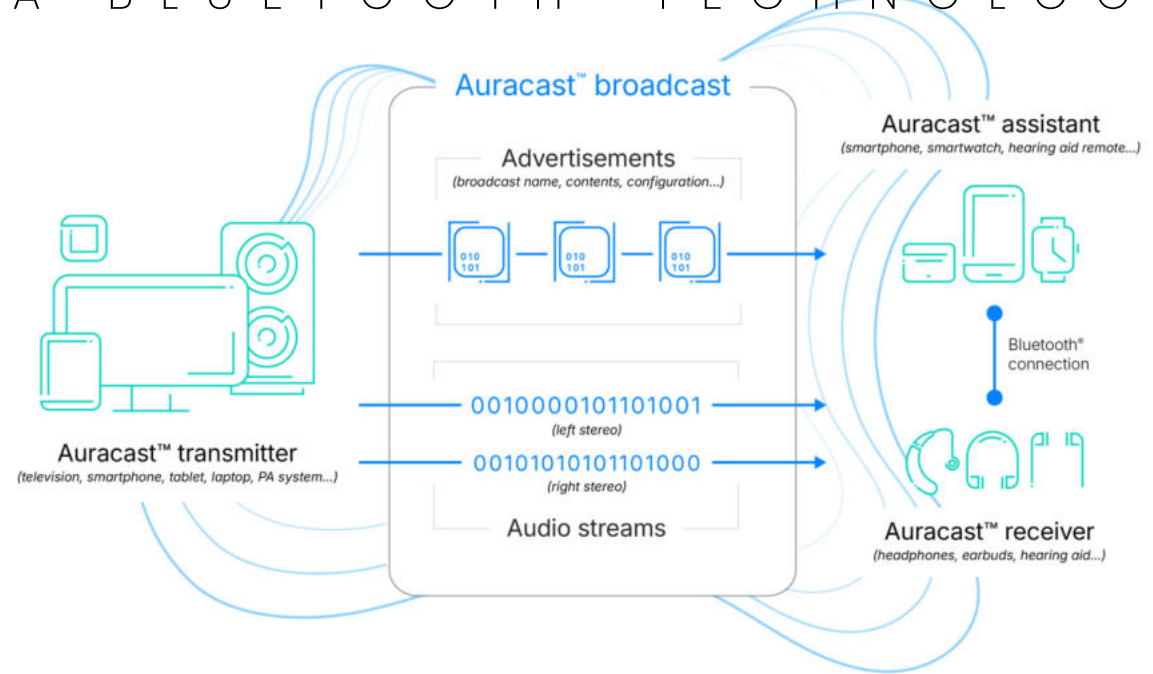 A BLUETOOTH TECHNOLO
Auracast™ broadcast
Advertisements
(broadcast name, contents, configuration...)
010
101
010
101
010
101
0010000101101001
(left stereo)
00101010101101000
(right stereo)
Audio streams
Auracast™ transmitter
(television, smartphone, tablet, laptop, PA system...)
Auracast™ assistant
(smartphone, smartwatch, hearing aid remote...)
Bluetooth®
connection
Auracast™ receiver
(headphones, earbuds, hearing aid...)